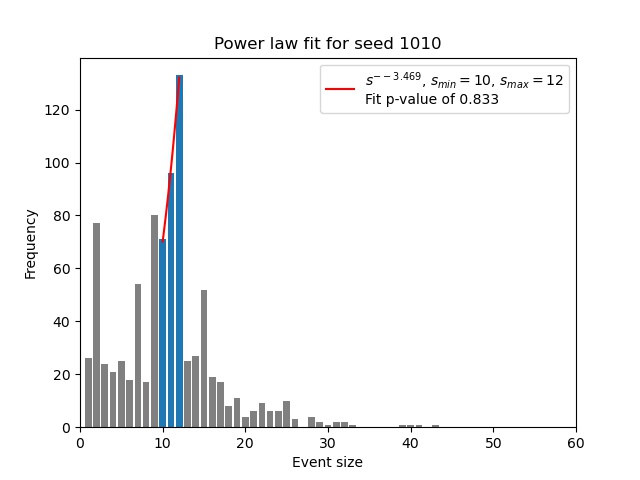 Power law fit for seed 1010
s^{--3.469}, s_{min} = 10, s_{max} = 12
Fit p-value of 0.833
Frequency
120
100
80
60
40
20
0
0 10 20 30 40 50 60
Event size